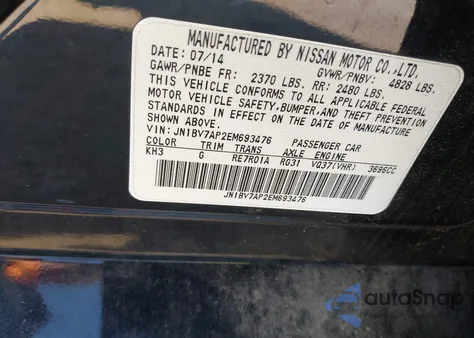 MANUFACTURED BY NISSAN MOTOR CO.,LTD.
DATE: 07/14 GVWR/PNBV: 4828 LBS.
GAWR/PNBE FR: 2370 LBS. RR: 2480 LBS.
THIS VEHICLE CONFORMS TO ALL APPLICABLE FEDERAL
MOTOR VEHICLE SAFETY,BUMPER,AND THEFT PREVENTION
STANDARDS IN EFFECT ON THE DATE OF MANUFACTURE
SHOWN ABOVE.
VIN: JN1BV7AP2EM693476 PASSENGER CAR
COLOR TRIM TRANS AXLE ENGINE
KH3 G RE7R01A RG31 VQ37(VHR) 3696CC
JN1BV7AP2EM693476
autoSnap